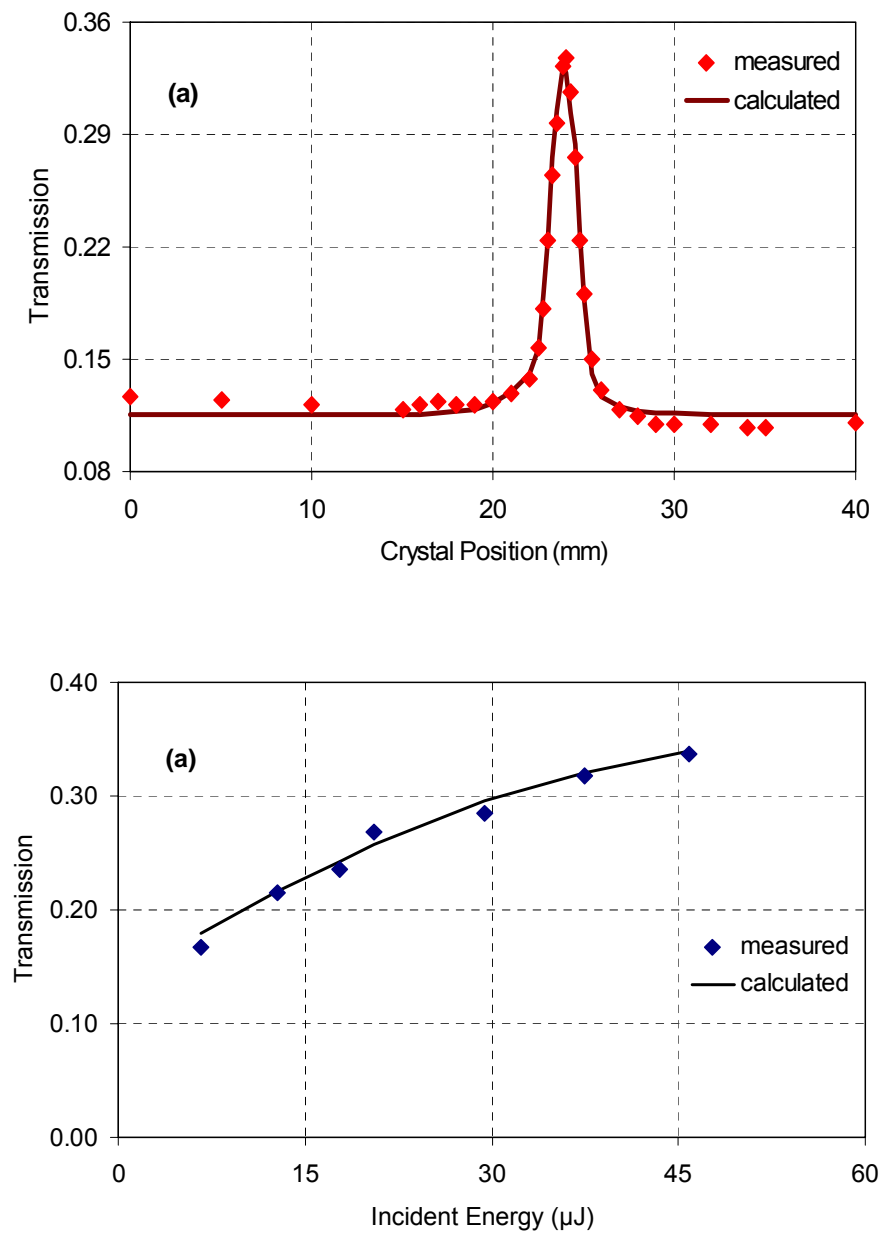 0.36
(a)
measured
calculated
0.29
0.22
0.15
0.08
Transmission
0 10 20 30 40
Crystal Position (mm)
0.40
(a)
0.30
0.20
measured
calculated
0.10
0.00
Transmission
0 15 30 45 60
Incident Energy (µJ)